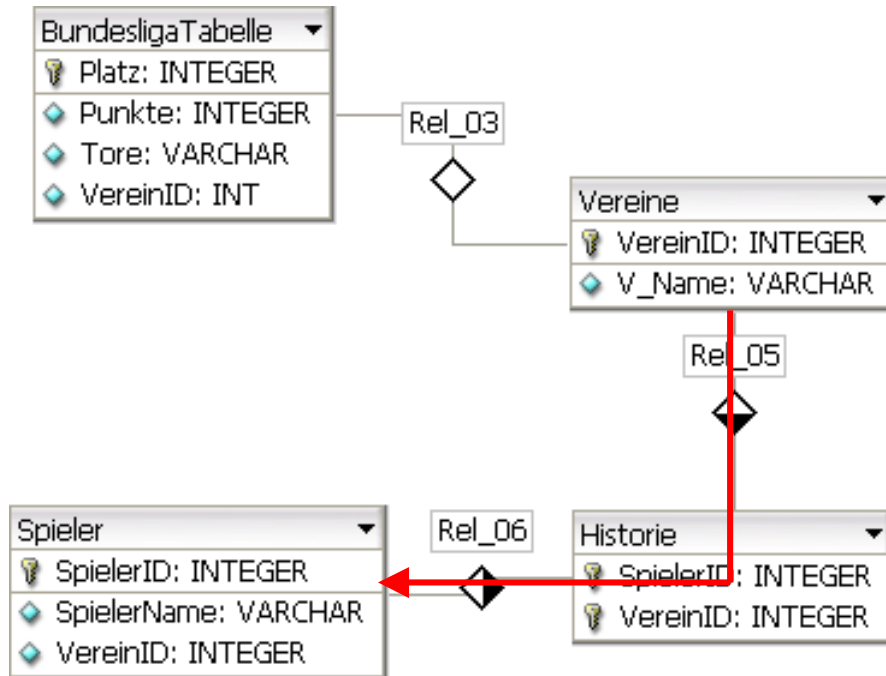 BundesligaTabelle
Platz: INTEGER
Punkte: INTEGER
Tore: VARCHAR
VereinID: INT
Rel_03
Vereine
VereinID: INTEGER
V_Name: VARCHAR
Rel_05
Spieler
SpielerID: INTEGER
SpielerName: VARCHAR
VereinID: INTEGER
Rel_06
Historie
SpielerID: INTEGER
VereinID: INTEGER